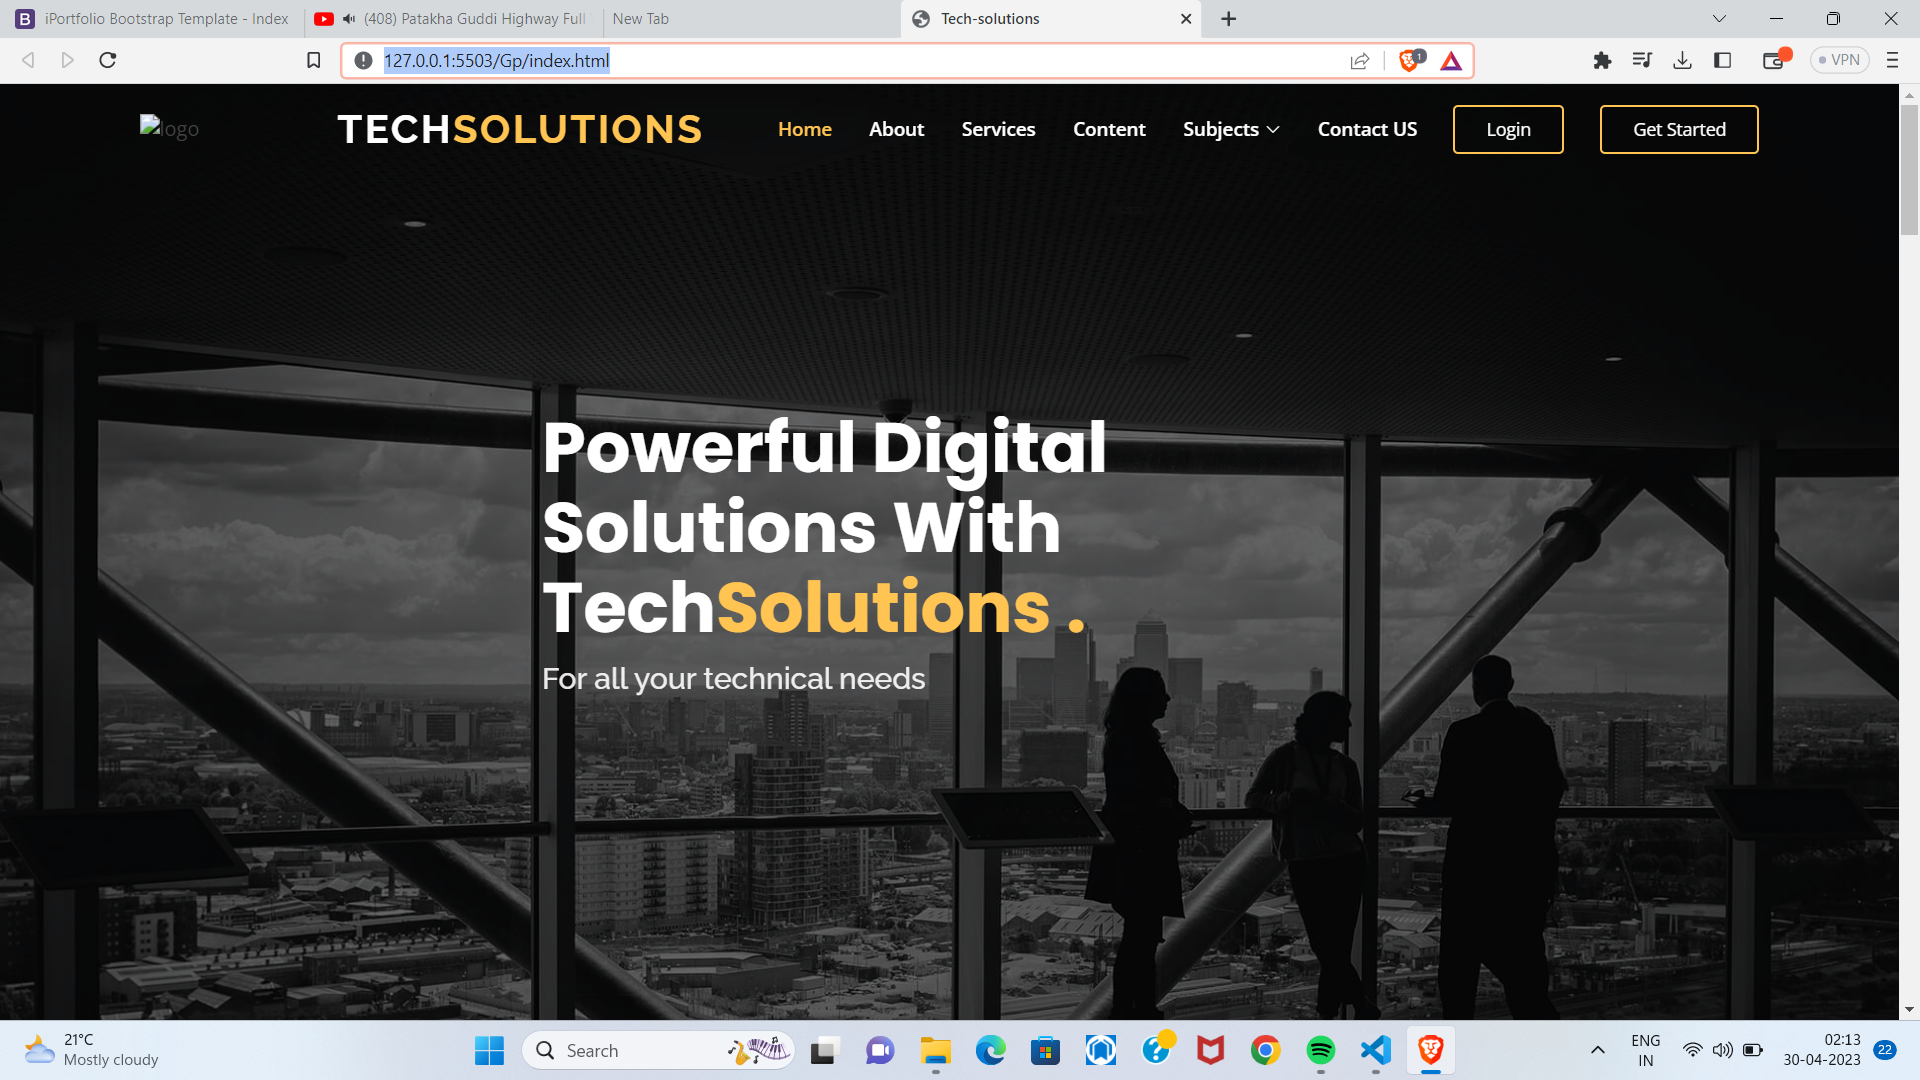 iPortfolio Bootstrap Template - Index
(408) Patakha Guddi Highway Full
New Tab
Tech-solutions
127.0.0.1:5503/Gp/index.html
1
VPN
logo
TECHSOLUTIONS
Home
About
Services
Content
Subjects
Contact US
Login
Get Started
Powerful Digital
Solutions With
TechSolutions .
For all your technical needs
21°C
Mostly cloudy
Search
ENG
IN
02:13
30-04-2023
22